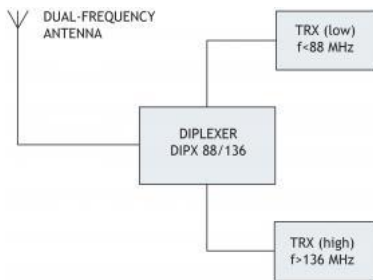 DUAL-FREQUENCY
ANTENNA
TRX (low)
f<88 MHz
DIPLEXER
DIPX 88/136
TRX (high)
f>136 MHz